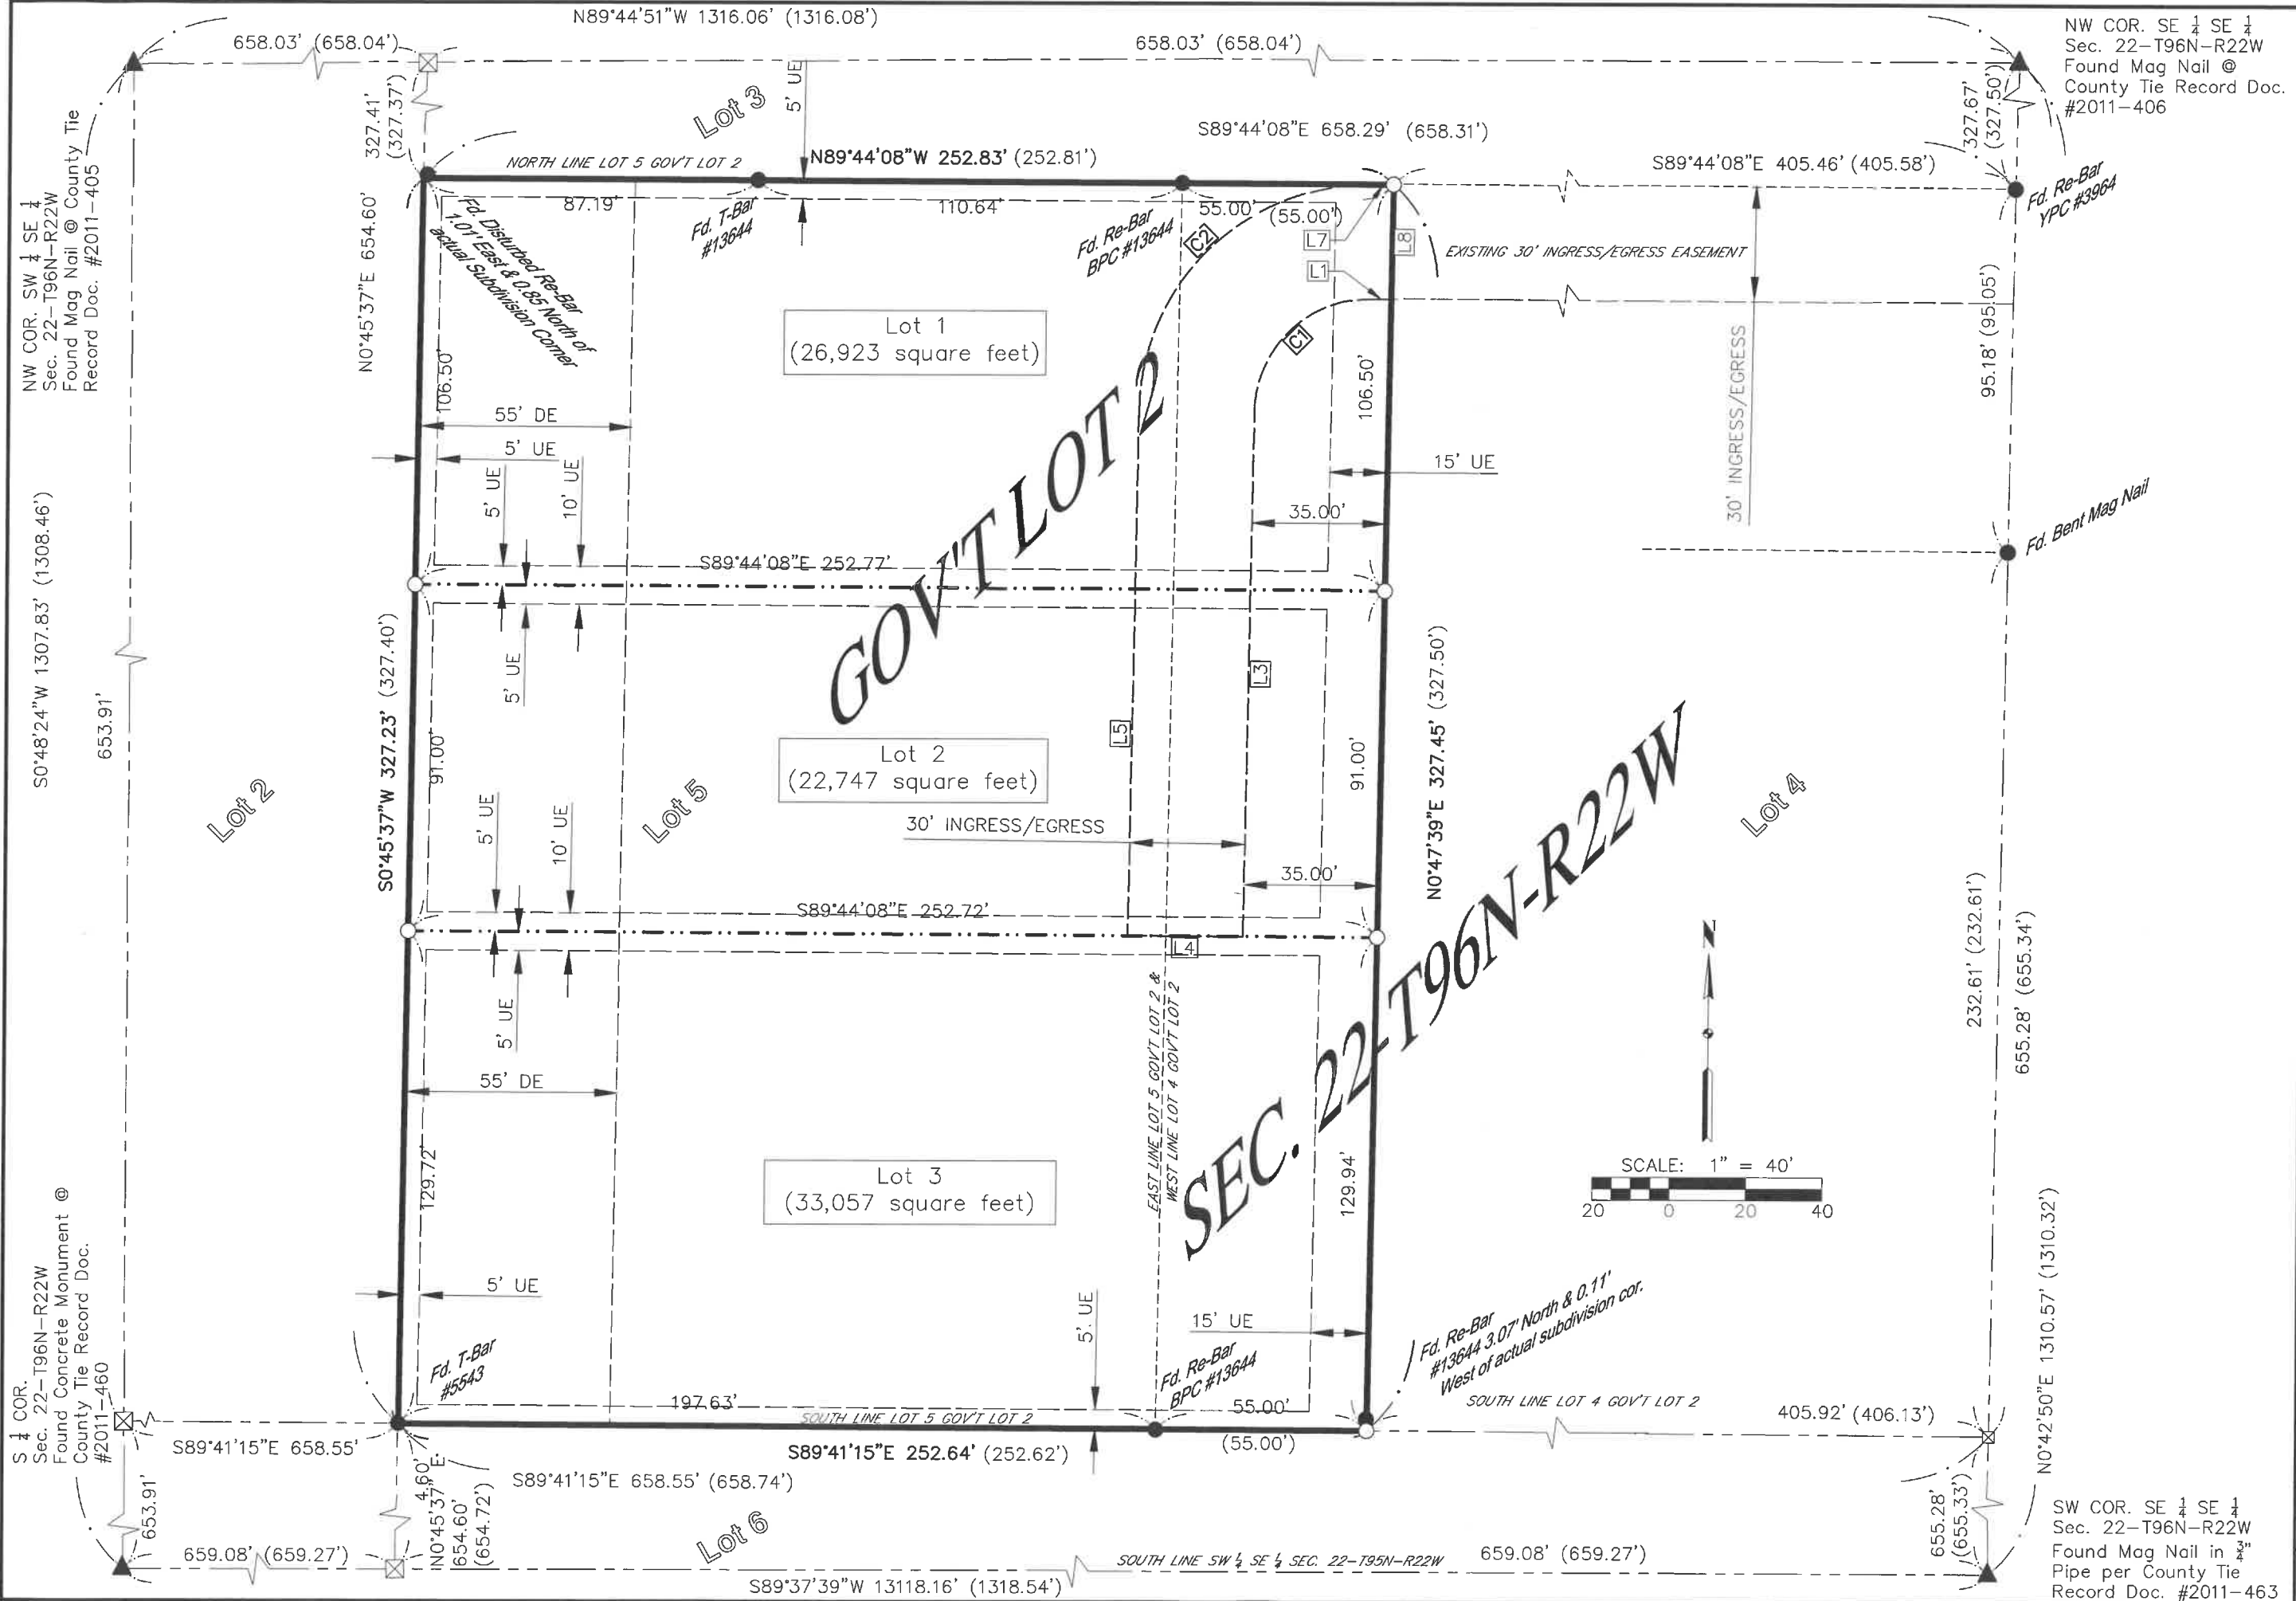 N89°44'51"W 1316.06' (1316.08')
658.03' (658.04')
658.03' (658.04')
NW COR. SE 1/4 SE 1/4
Sec. 22-T96N-R22W
Found Mag Nail @
County Tie Record Doc.
#2011-406
327.41'
(327.37')
Lot 3
5' UE
S89°44'08"E 658.29' (658.31')
327.67'
(327.50')
NW COR. SW 1/4 SE 1/4
Sec. 22-T96N-R22W
Found Mag Nail @ County Tie
Record Doc. #2011-405
NORTH LINE LOT 5 GOV'T LOT 2
N89°44'08"W 252.83' (252.81')
S89°44'08"E 405.46' (405.58')
Fd. Re-Bar
YPC #3964
N0°45'37"E 654.60'
87.19'
110.64'
55.00'
(55.00')
Fd. Disturbed Re-Bar
1.01' East & 0.85 North of
actual Subdivision Corner
Fd. T-Bar
#13644
Fd. Re-Bar
BPC #13644
C2
L7
L8
L1
EXISTING 30' INGRESS/EGRESS EASEMENT
C1
Lot 1
(26,923 square feet)
106.50'
106.50'
95.18' (95.05')
30' INGRESS/EGRESS
55' DE
5' UE
15' UE
5' UE
10' UE
35.00'
GOV'T LOT 2
Fd. Bent Mag Nail
S0°48'24"W 1307.83' (1308.46')
653.91'
S89°44'08"E 252.77'
5' UE
S0°45'37"W 327.23' (327.40')
91.00'
L5
L3
91.00'
N0°47'39"E 327.45' (327.50')
Lot 2
(22,747 square feet)
Lot 2
Lot 5
Lot 4
30' INGRESS/EGRESS
5' UE
10' UE
35.00'
S89°44'08"E 252.72'
L4
5' UE
SEC. 22-T96N-R22W
N
232.61' (232.61')
655.28' (655.34')
EAST LINE LOT 5 GOV'T LOT 2 &
WEST LINE LOT 4 GOV'T LOT 2
55' DE
129.72'
Lot 3
(33,057 square feet)
129.94'
SCALE: 1" = 40'
20 0 20 40
S 1/4 COR.
Sec. 22-T96N-R22W
Found Concrete Monument @
County Tie Record Doc.
#2011-460
5' UE
5' UE
15' UE
Fd. T-Bar
#5543
Fd. Re-Bar
BPC #13644
Fd. Re-Bar
#13644 3.07' North & 0.11'
West of actual subdivision cor.
N0°42'50"E 1310.57' (1310.32')
197.63'
SOUTH LINE LOT 5 GOV'T LOT 2
55.00'
(55.00')
SOUTH LINE LOT 4 GOV'T LOT 2
405.92' (406.13')
S89°41'15"E 658.55'
S89°41'15"E 252.64' (252.62')
S89°41'15"E 658.55' (658.74')
653.91'
4.60'
N0°45'37"E
654.60'
(654.72')
Lot 6
655.28'
(655.33')
SW COR. SE 1/4 SE 1/4
Sec. 22-T96N-R22W
Found Mag Nail in 3/4"
Pipe per County Tie
Record Doc. #2011-463
659.08' (659.27')
SOUTH LINE SW 1/4 SE 1/4 SEC. 22-T95N-R22W
659.08' (659.27')
S89°37'39"W 13118.16' (1318.54')